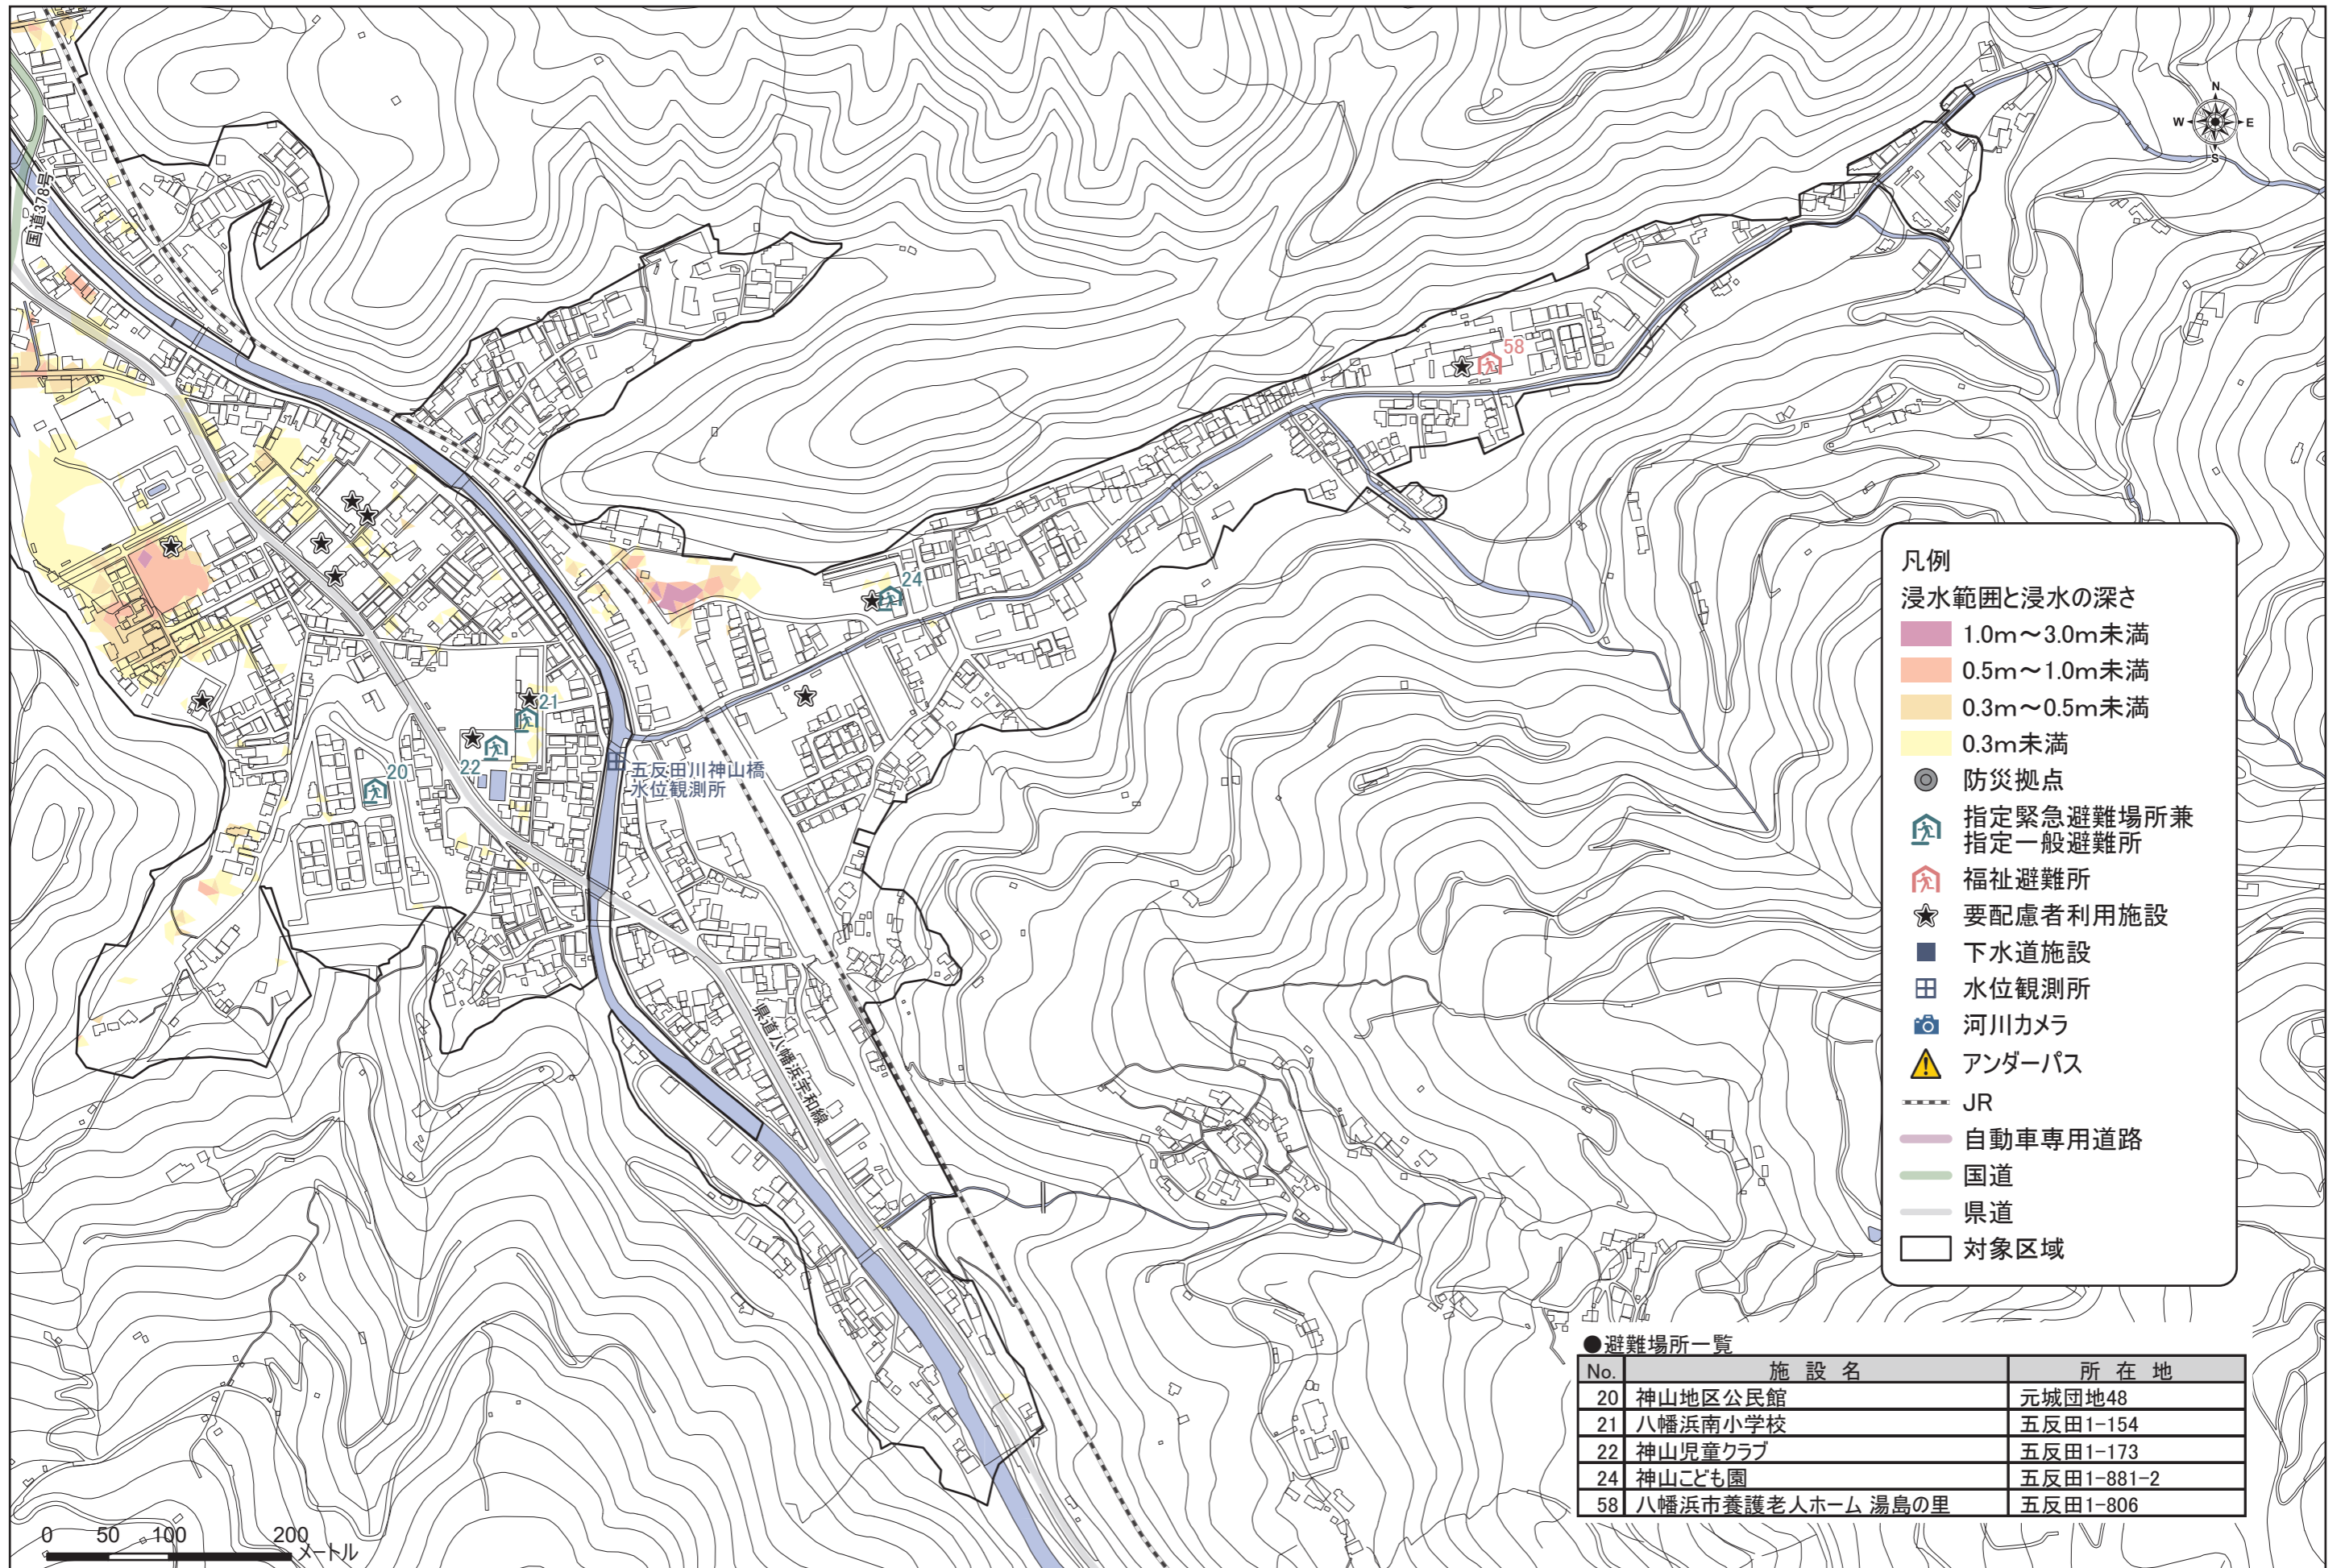 N
W
E
S
国道378号
58
24
21
22
20
五反田川神山橋
水位観測所
県道八幡浜宇和線
凡例
浸水範囲と浸水の深さ
1.0m～3.0m未満
0.5m～1.0m未満
0.3m～0.5m未満
0.3m未満
防災拠点
指定緊急避難場所兼
指定一般避難所
福祉避難所
要配慮者利用施設
下水道施設
水位観測所
河川カメラ
アンダーパス
JR
自動車専用道路
国道
県道
対象区域
●避難場所一覧
No. 施設名 所在地
20 神山地区公民館 元城団地48
21 八幡浜南小学校 五反田1-154
22 神山児童クラブ 五反田1-173
24 神山こども園 五反田1-881-2
58 八幡浜市養護老人ホーム 湯島の里 五反田1-806
0 50 100 200
メートル